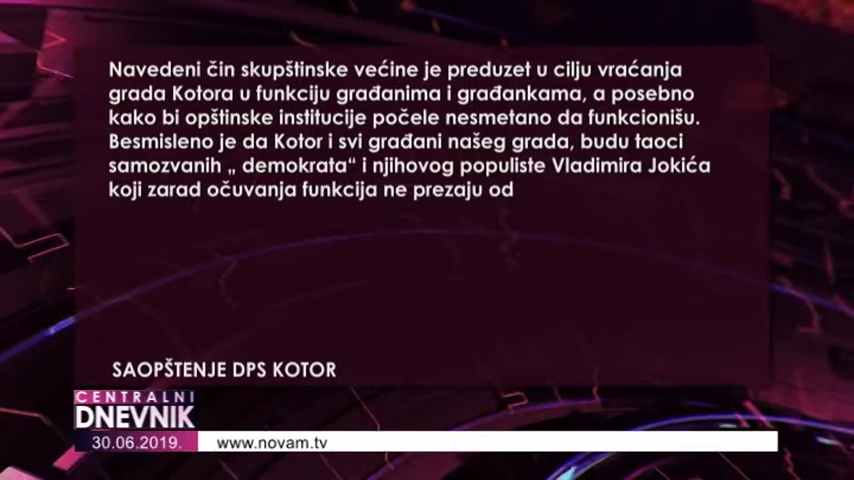 Navedeni čin skupštinske većine je preduzet u cilju vraćanja
grada Kotora u funkciju građanima i građankama, a posebno
kako bi opštinske institucije počele nesmetano da funkcionišu.
Besmisleno je da Kotor i svi građani našeg grada, budu taoci
samozvanih „ demokrata“ i njihovog populiste Vladimira Jokića
koji zarad očuvanja funkcija ne prezaju od
SAOPŠTENJE DPS KOTOR
CENTRALNI
DNEVNIK
30.06.2019.
www.novam.tv